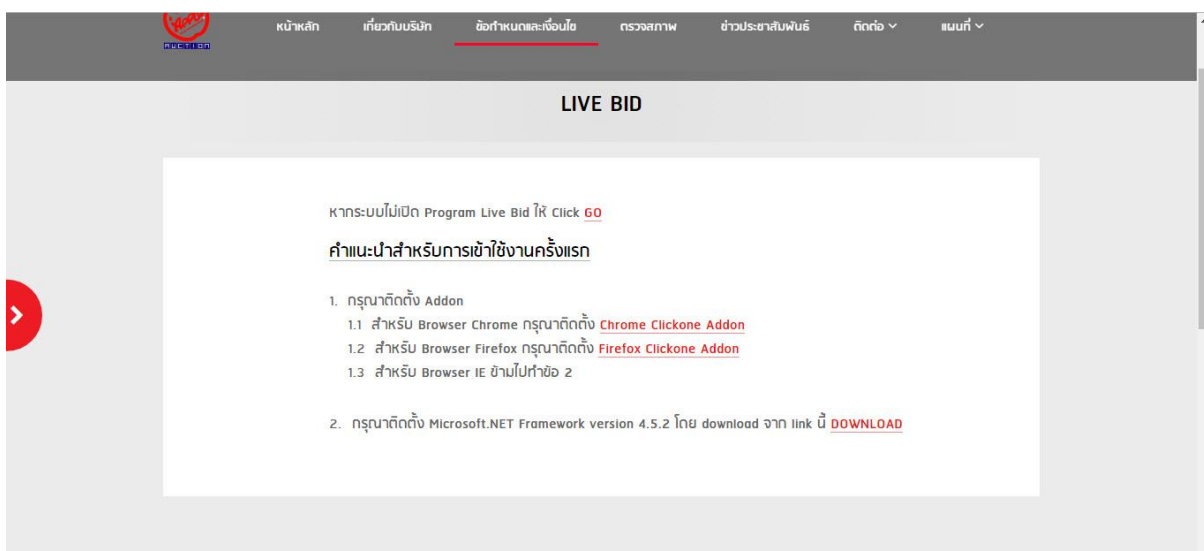 AUCTION
หน้าหลัก เกี่ยวกับบริษัท ข้อกำหนดและเงื่อนไข ตรวจสภาพ ข่าวประชาสัมพันธ์ ติดต่อ แผนที่
LIVE BID
หากระบบไม่เปิด Program Live Bid ให้ Click GO
คำแนะนำสำหรับการเข้าใช้งานครั้งแรก
1. กรุณาติดตั้ง Addon
1.1 สำหรับ Browser Chrome กรุณาติดตั้ง Chrome Clickone Addon
1.2 สำหรับ Browser Firefox กรุณาติดตั้ง Firefox Clickone Addon
1.3 สำหรับ Browser IE ข้ามไปทำข้อ 2
2. กรุณาติดตั้ง Microsoft.NET Framework version 4.5.2 โดย download จาก link นี้ DOWNLOAD